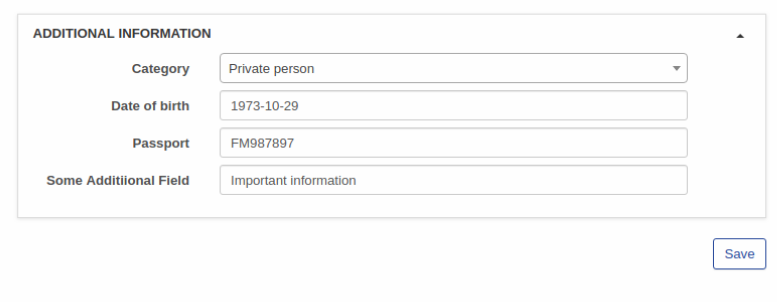 ADDITIONAL INFORMATION
Category Private person
Date of birth 1973-10-29
Passport FM987897
Some Additiional Field Important information
Save